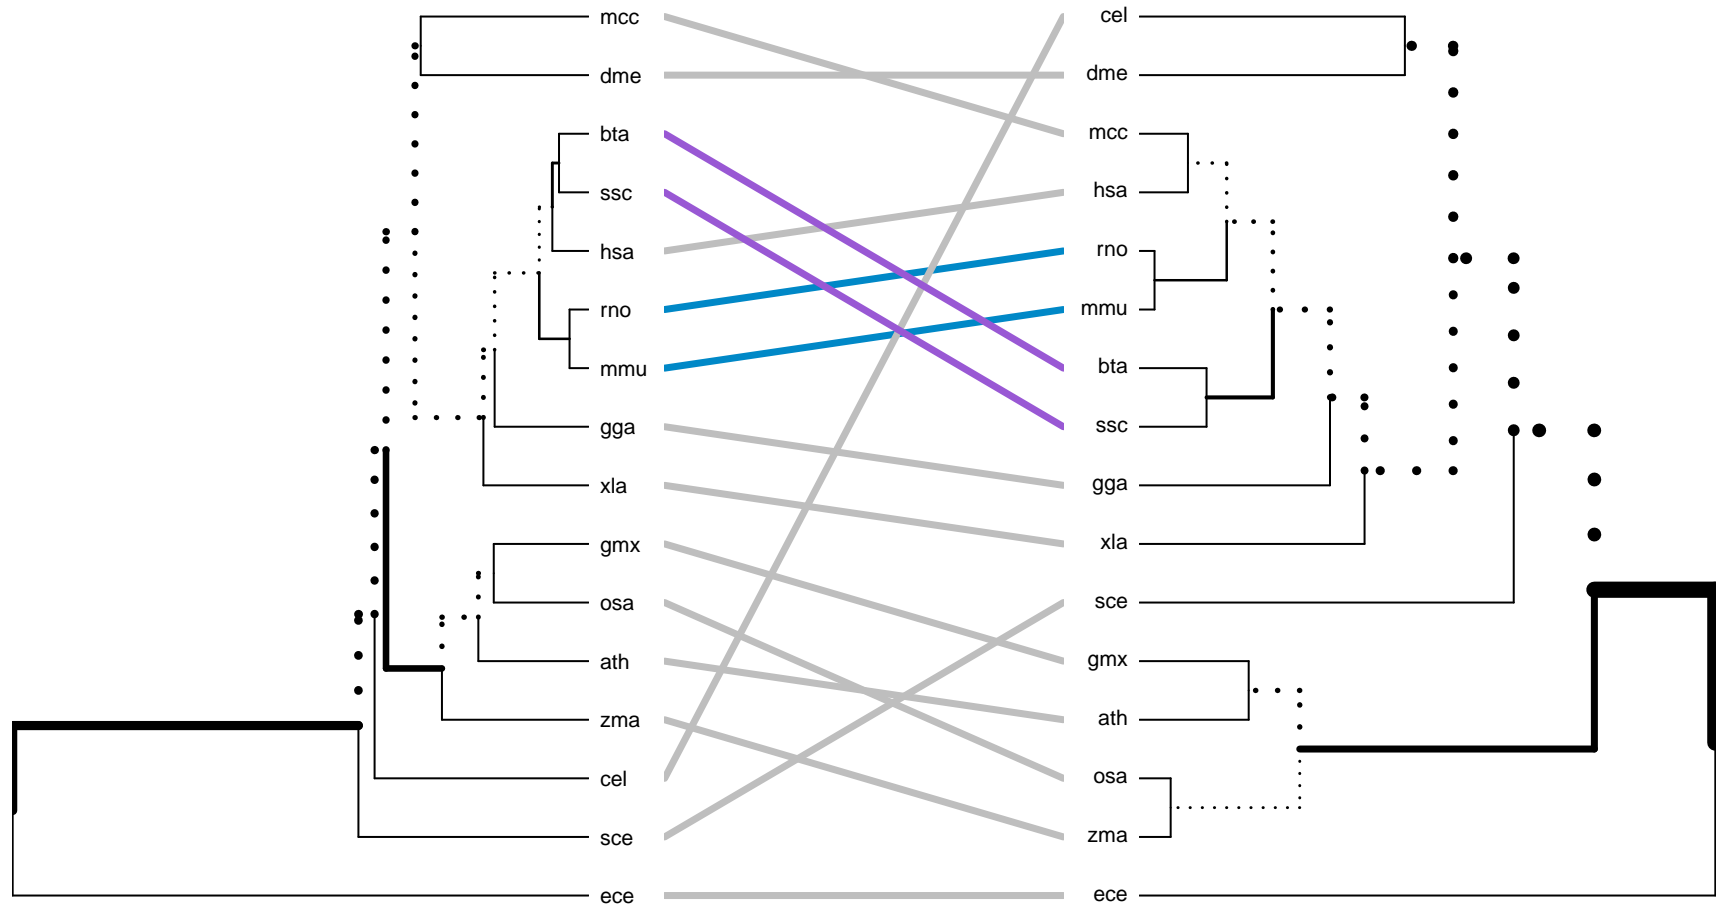 mcc
dme
bta
ssc
hsa
rno
mmu
gga
xla
gmx
osa
ath
zma
cel
sce
ece
cel
dme
mcc
hsa
rno
mmu
bta
ssc
gga
xla
sce
gmx
ath
osa
zma
ece